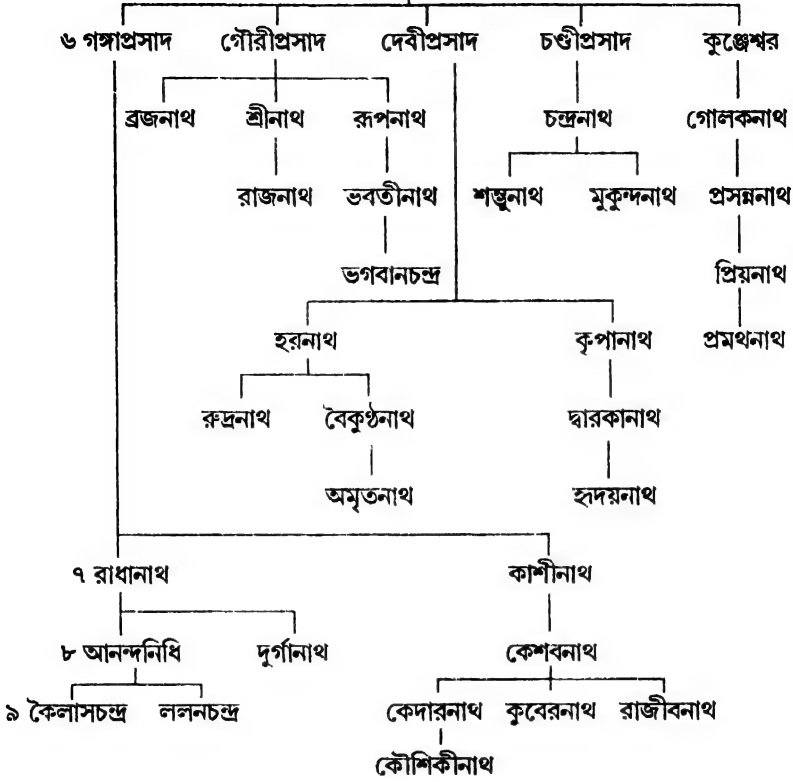 ৬ গঙ্গাপ্রসাদ গৌরীপ্রসাদ দেবীপ্রসাদ চণ্ডীপ্রসাদ কুঞ্জেশ্বর
ব্রজনাথ শ্রীনাথ রূপনাথ চন্দ্রনাথ গোলকনাথ
রাজনাথ ভবতীনাথ শম্ভুনাথ মুকুন্দনাথ প্রসন্ননাথ
ভগবানচন্দ্র প্রিয়নাথ
হরনাথ কৃপানাথ প্রমথনাথ
রুদ্রনাথ বৈকুণ্ঠনাথ দ্বারকানাথ
অমৃতনাথ হৃদয়নাথ
৭ রাধানাথ কাশীনাথ
৮ আনন্দনিধি দুর্গানাথ কেশবনাথ
৯ কৈলাসচন্দ্র ললনচন্দ্র কেদারনাথ কুবেরনাথ রাজীবনাথ
কৌশিকীনাথ